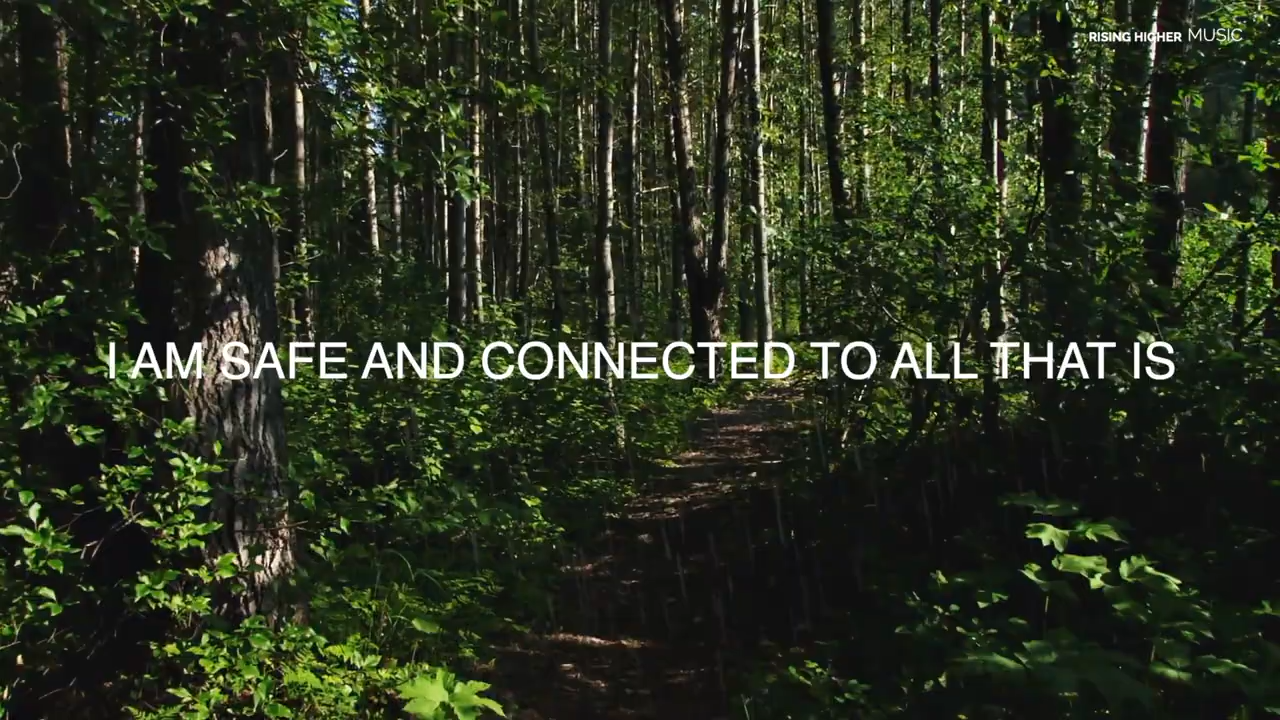 RISING HIGHER MUSIC
I AM SAFE AND CONNECTED TO ALL THAT IS